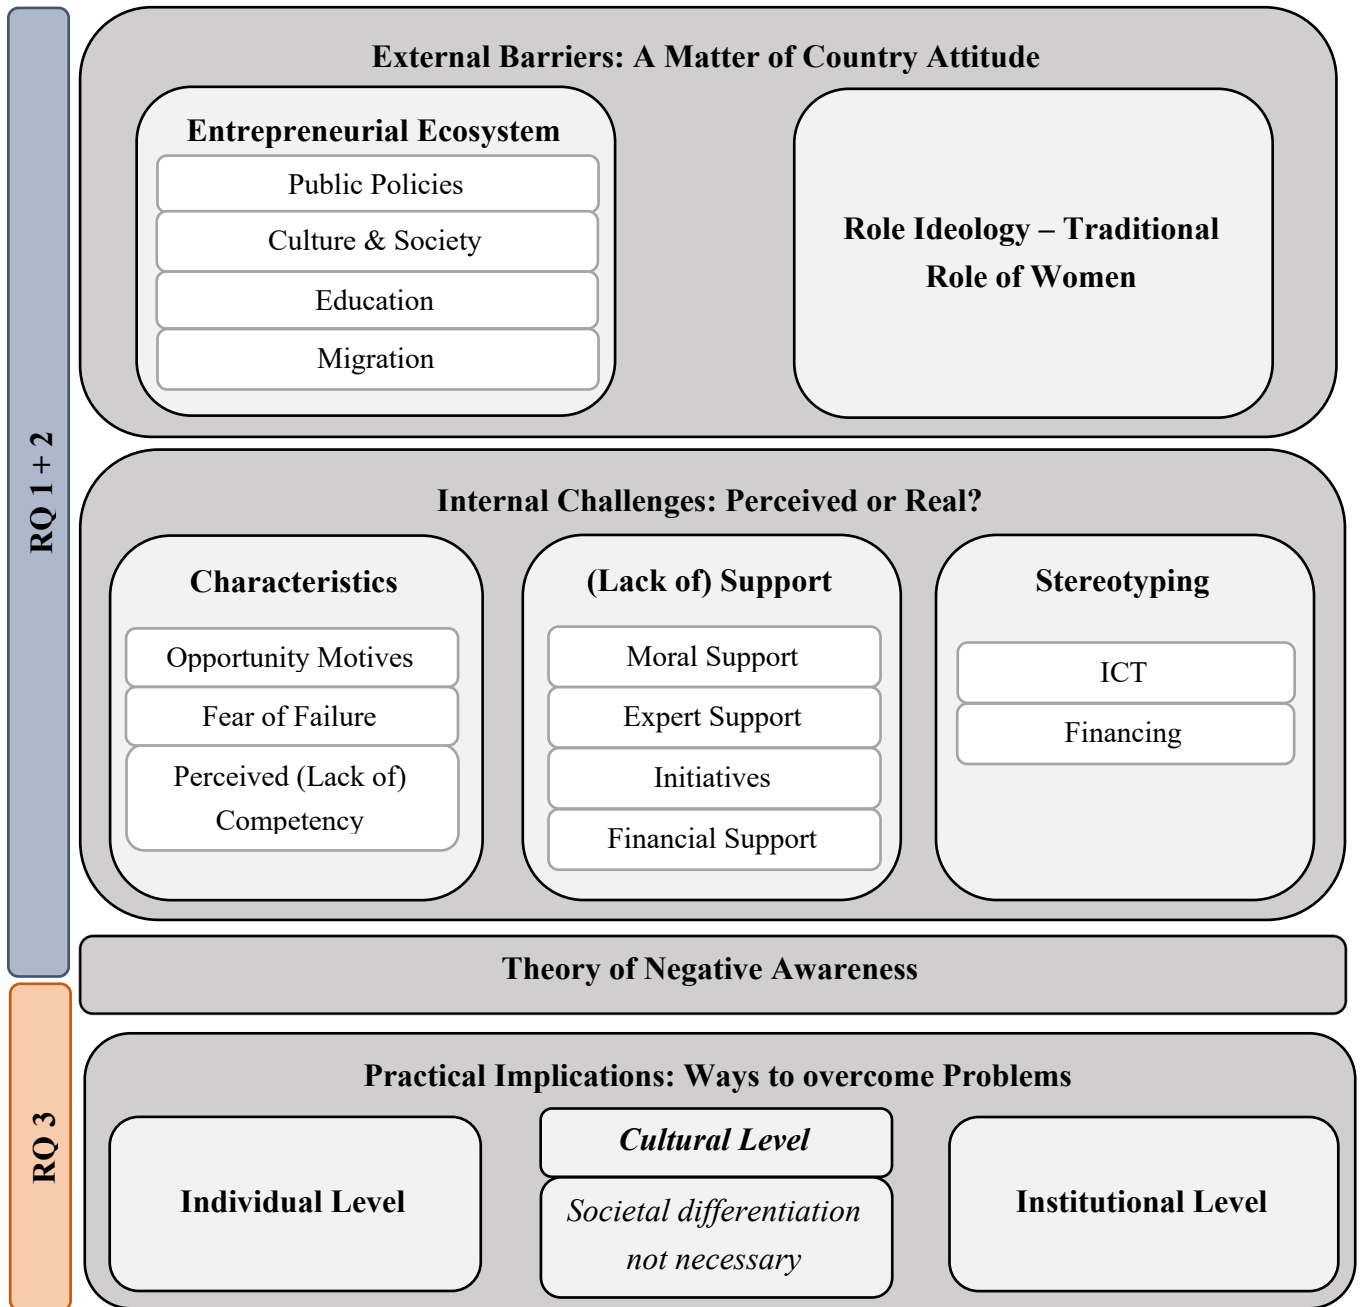 RQ 1 + 2
External Barriers: A Matter of Country Attitude
Entrepreneurial Ecosystem
Public Policies
Culture & Society
Education
Migration
Role Ideology – Traditional
Role of Women
Internal Challenges: Perceived or Real?
Characteristics
Opportunity Motives
Fear of Failure
Perceived (Lack of)
Competency
(Lack of) Support
Moral Support
Expert Support
Initiatives
Financial Support
Stereotyping
ICT
Financing
Theory of Negative Awareness
RQ 3
Practical Implications: Ways to overcome Problems
Individual Level
Cultural Level
Societal differentiation
not necessary
Institutional Level